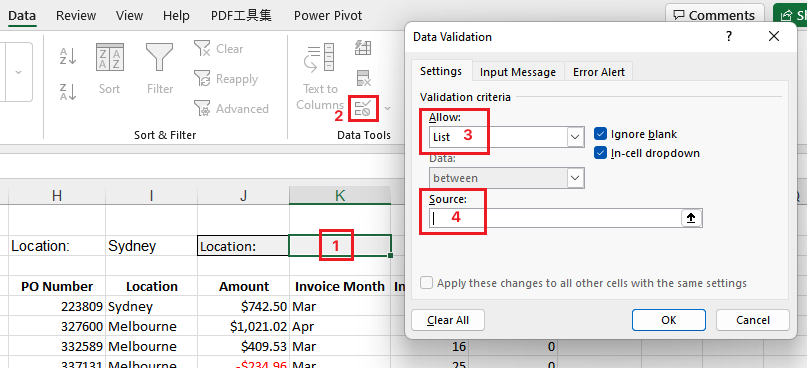 Data Review View Help PDF工具集 Power Pivot
Comments
Sort
Filter
Clear
Reapply
Advanced
Text to
Columns
2
Sort & Filter
Data Tools
Data Validation
?
Settings Input Message Error Alert
Validation criteria
Allow:
List 3
Ignore blank
In-cell dropdown
Data:
between
Source:
4
Apply these changes to all other cells with the same settings
Clear All OK Cancel
H I J K
Location: Sydney Location: 1
PO Number Location Amount Invoice Month
223809 Sydney $742.50 Mar
327600 Melbourne $1,021.02 Apr
332589 Melbourne $409.53 Mar 16 0
337131 Melbourne -$234.96 Mar 25 0